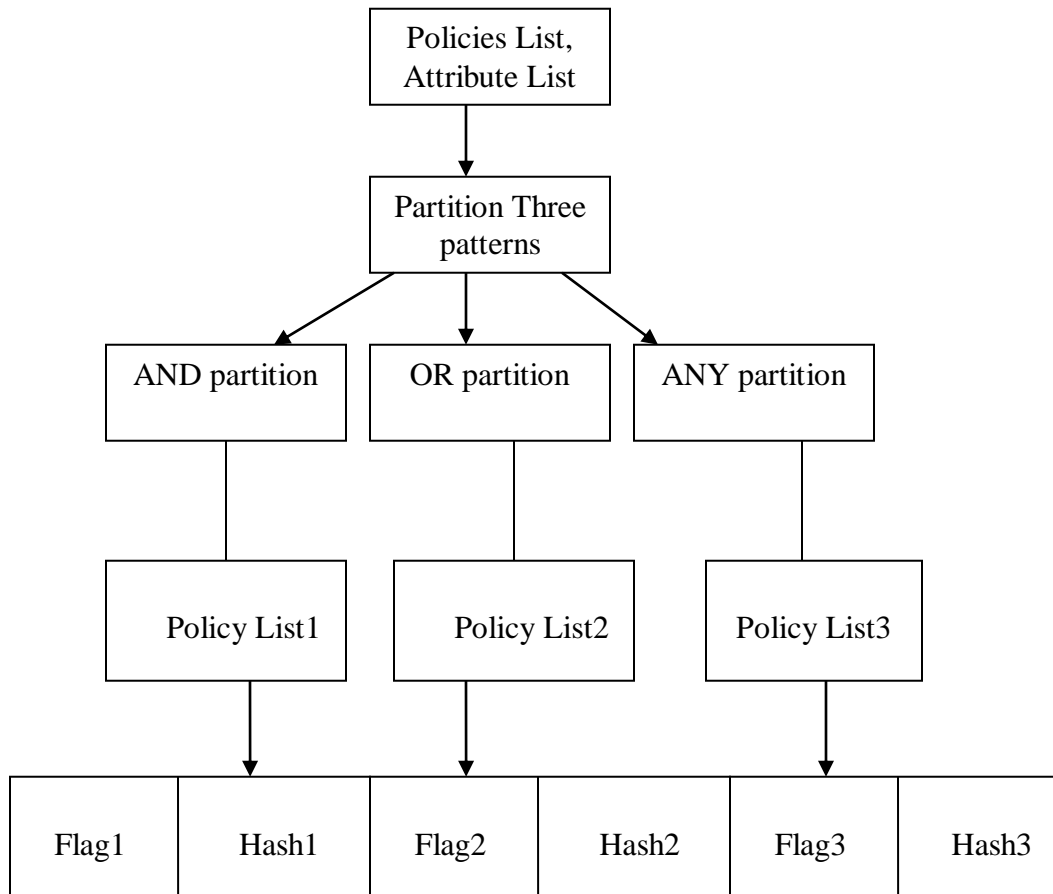 Policies List,
Attribute List
Partition Three
patterns
AND partition
OR partition
ANY partition
Policy List1
Policy List2
Policy List3
Flag1
Hash1
Flag2
Hash2
Flag3
Hash3